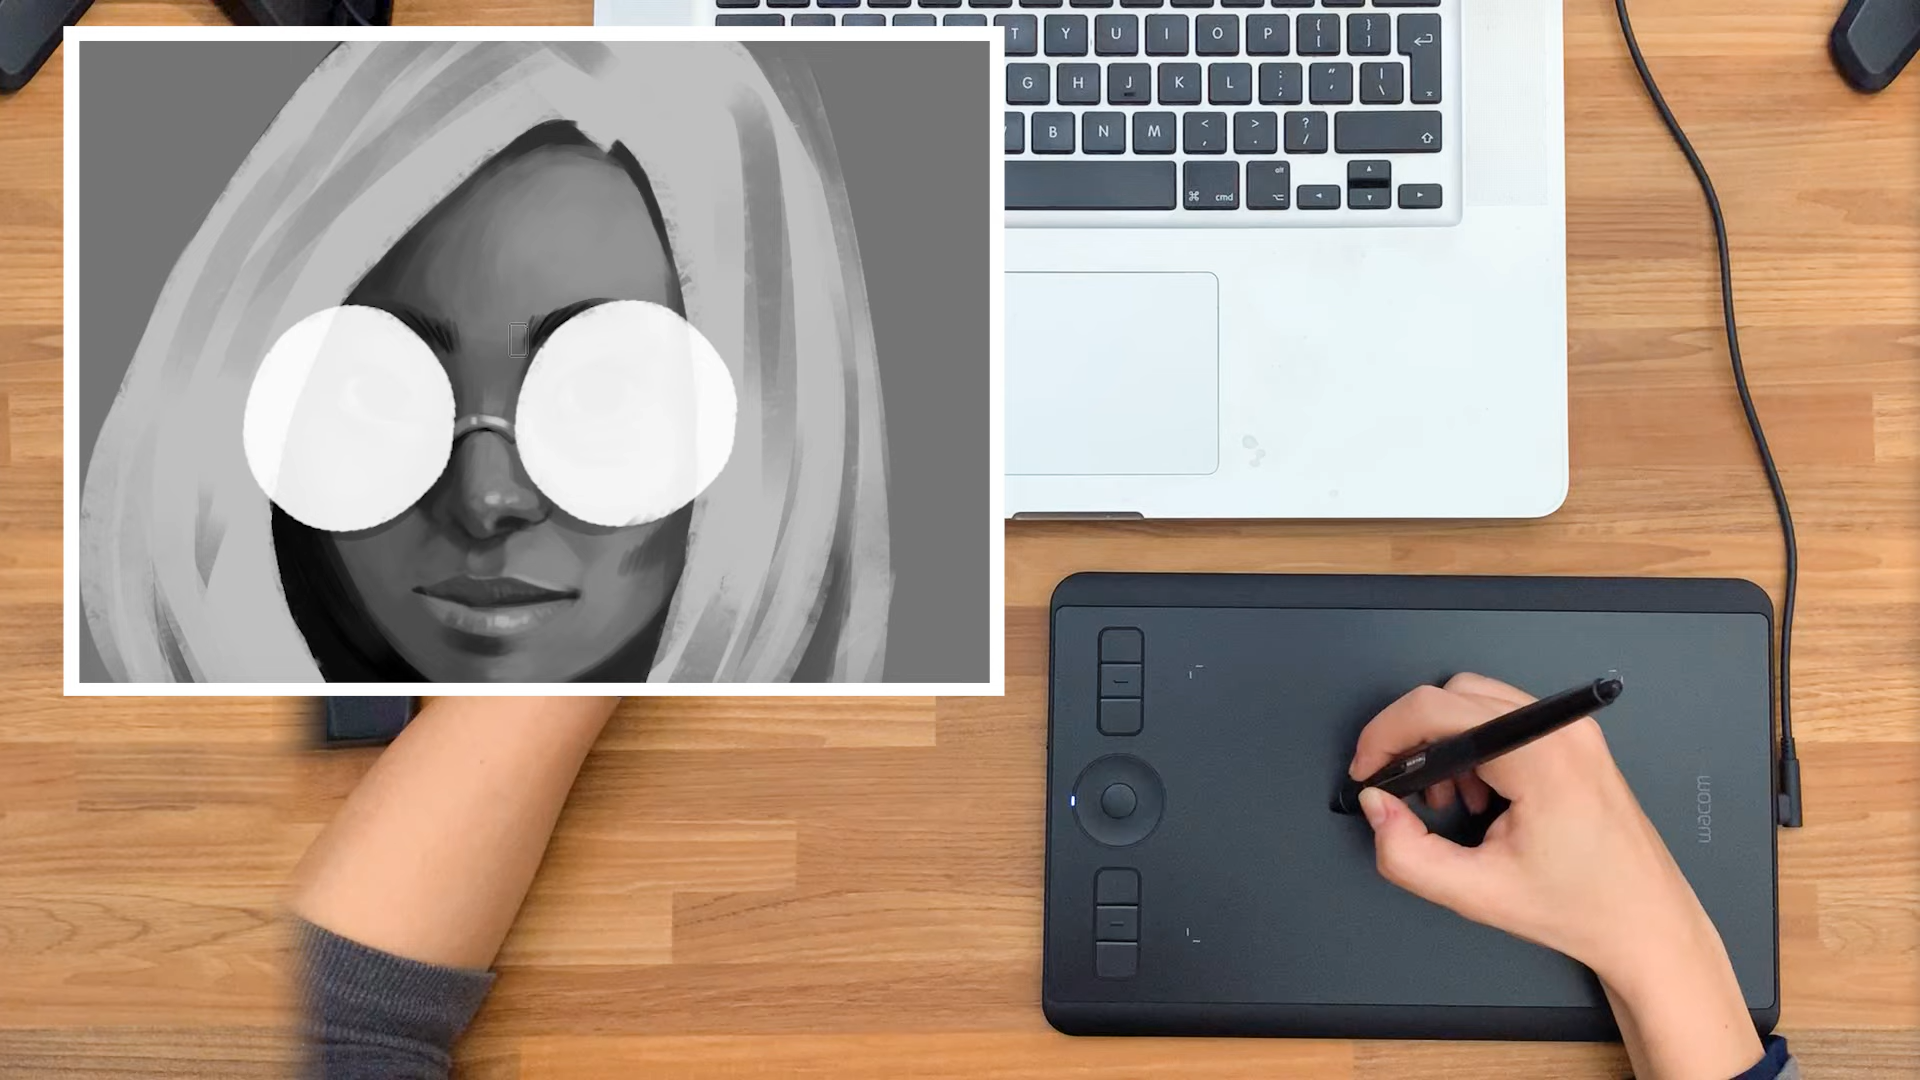 T Y U I O P { [ } ]
G H J K L : ; " ' | \
B N M < , > . ? /
⌘ cmd alt ⌥
wacom